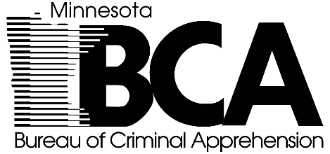 Minnesota
BCA
Bureau of Criminal Apprehension